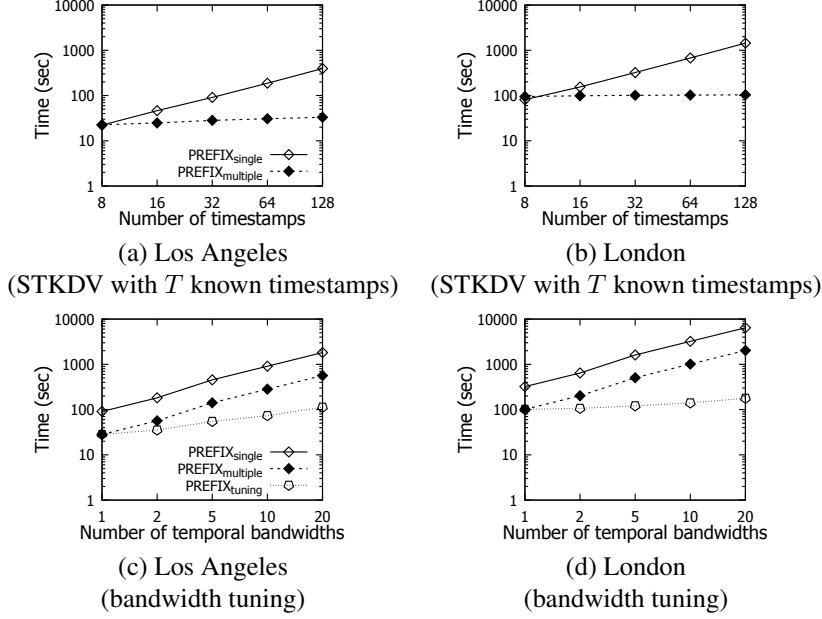 10000
1000
100
10
1
Time (sec)
PREFIXsingle
PREFIXmultiple
8 16 32 64 128
Number of timestamps
(a) Los Angeles
(STKDV with T known timestamps)
10000
1000
100
10
1
Time (sec)
8 16 32 64 128
Number of timestamps
(b) London
(STKDV with T known timestamps)
10000
1000
100
10
1
Time (sec)
PREFIXsingle
PREFIXmultiple
PREFIXtuning
1 2 5 10 20
Number of temporal bandwidths
(c) Los Angeles
(bandwidth tuning)
10000
1000
100
10
1
Time (sec)
1 2 5 10 20
Number of temporal bandwidths
(d) London
(bandwidth tuning)